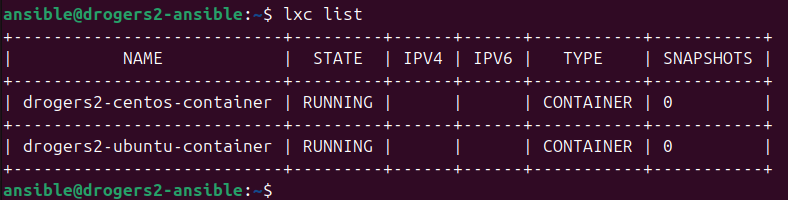 ansible@drogers2-ansible:~$ lxc list
+---------------------------+---------+------+------+-----------+-----------+
|           NAME            |  STATE  | IPV4 | IPV6 |   TYPE    | SNAPSHOTS |
+---------------------------+---------+------+------+-----------+-----------+
| drogers2-centos-container | RUNNING |      |      | CONTAINER | 0         |
+---------------------------+---------+------+------+-----------+-----------+
| drogers2-ubuntu-container | RUNNING |      |      | CONTAINER | 0         |
+---------------------------+---------+------+------+-----------+-----------+
ansible@drogers2-ansible:~$